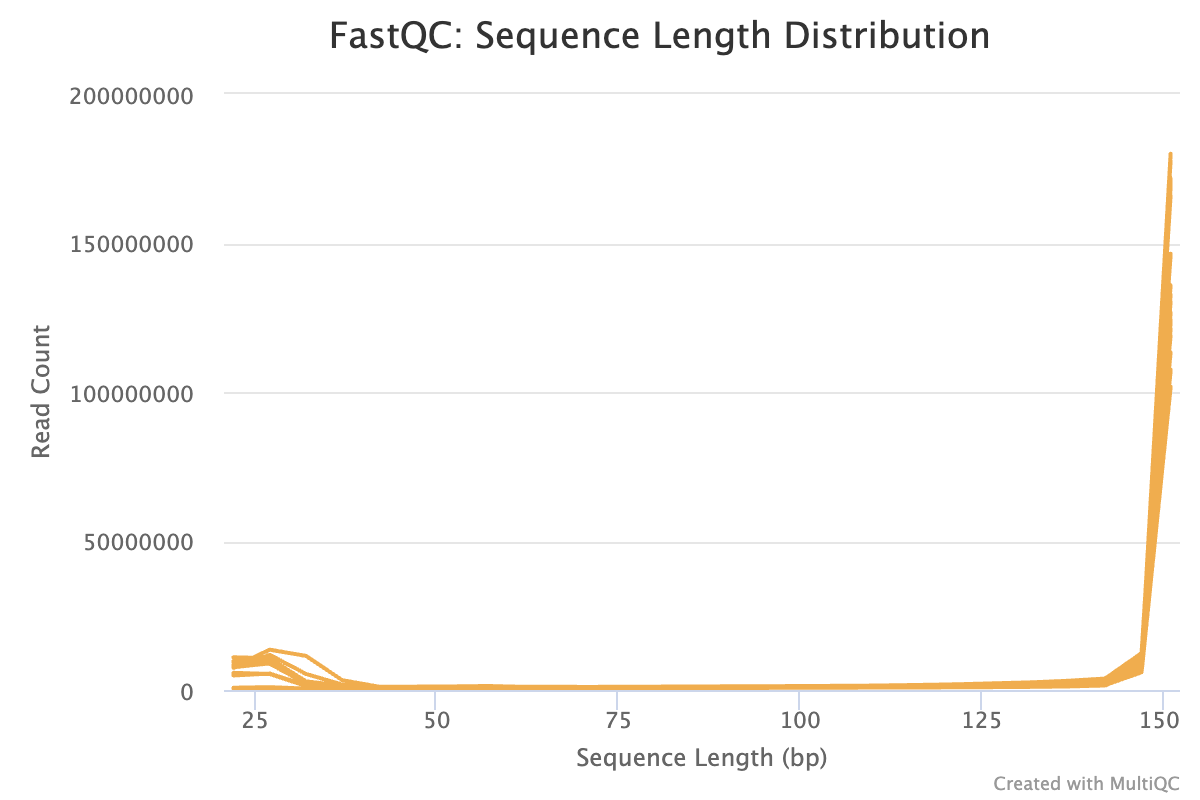 FastQC: Sequence Length Distribution
200000000
150000000
100000000
50000000
0
Read Count
25 50 75 100 125 150
Sequence Length (bp)
Created with MultiQC